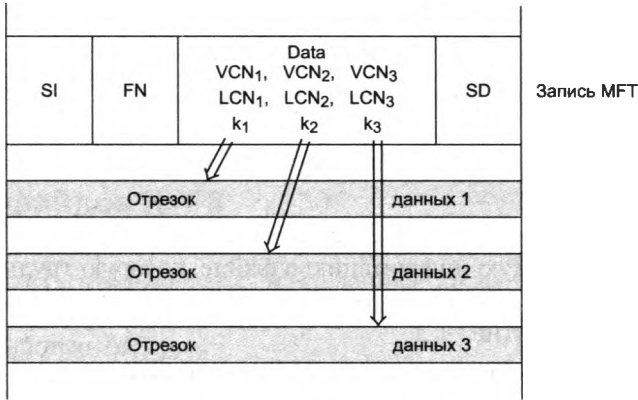 Data
VCN1, VCN2, VCN3
SI FN LCN1, LCN2, LCN3 SD Запись MFT
k1 k2 k3
Отрезок данных 1
Отрезок данных 2
Отрезок данных 3